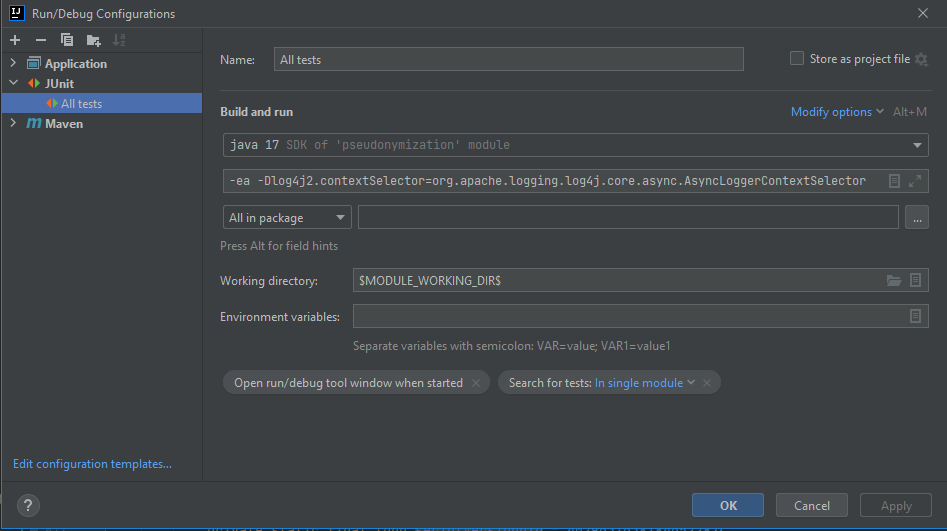 Run/Debug Configurations
Application
JUnit
All tests
Maven
Edit configuration templates...
Name: All tests
Store as project file
Build and run
Modify options Alt+M
java 17 SDK of 'pseudonymization' module
-ea -Dlog4j2.contextSelector=org.apache.logging.log4j.core.async.AsyncLoggerContextSelector
All in package ...
Press Alt for field hints
Working directory: $MODULE_WORKING_DIR$
Environment variables:
Separate variables with semicolon: VAR=value; VAR1=value1
Open run/debug tool window when started
Search for tests: In single module
? OK Cancel Apply